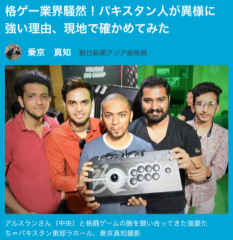 格ゲー業界騒然！パキスタン人が異様に
強い理由、現地で確かめてみた
乗京　真知　朝日新聞アジア総局員
アルスランさん（中央）と格闘ゲームの腕を競い合ってきた強豪た
ち＝パキスタン東部ラホール、乗京真知撮影